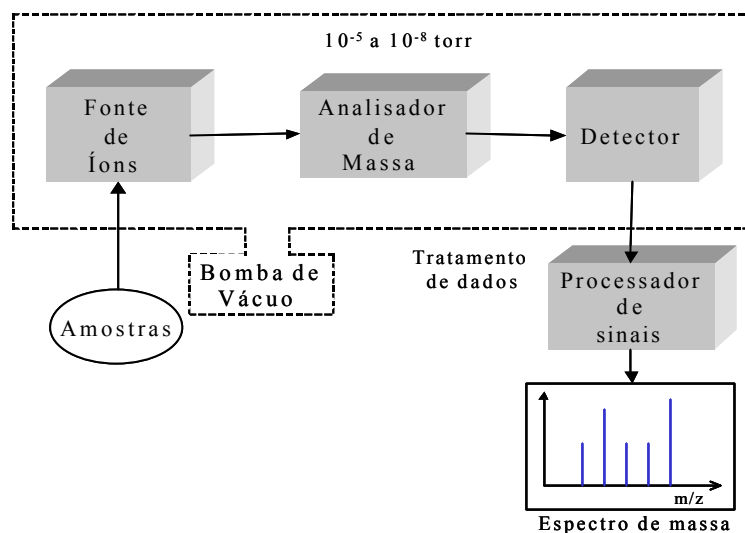 10⁻⁵ a 10⁻⁸ torr
Fonte
de
Íons
Analisador
de
Massa
Detector
Bomba de
Vácuo
Amostras
Tratamento
de dados
Processador
de
sinais
m/z
Espectro de massa